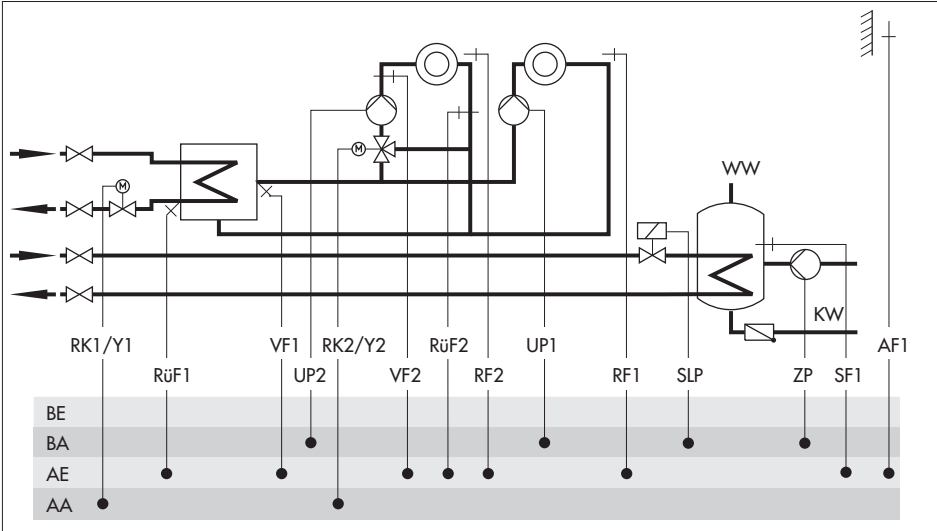 M
M
WW
KW
RK1/Y1 VF1 RK2/Y2 RüF2 UP1 AF1
RüF1 UP2 VF2 RF2 RF1 SLP ZP SF1
BE
BA
AE
AA